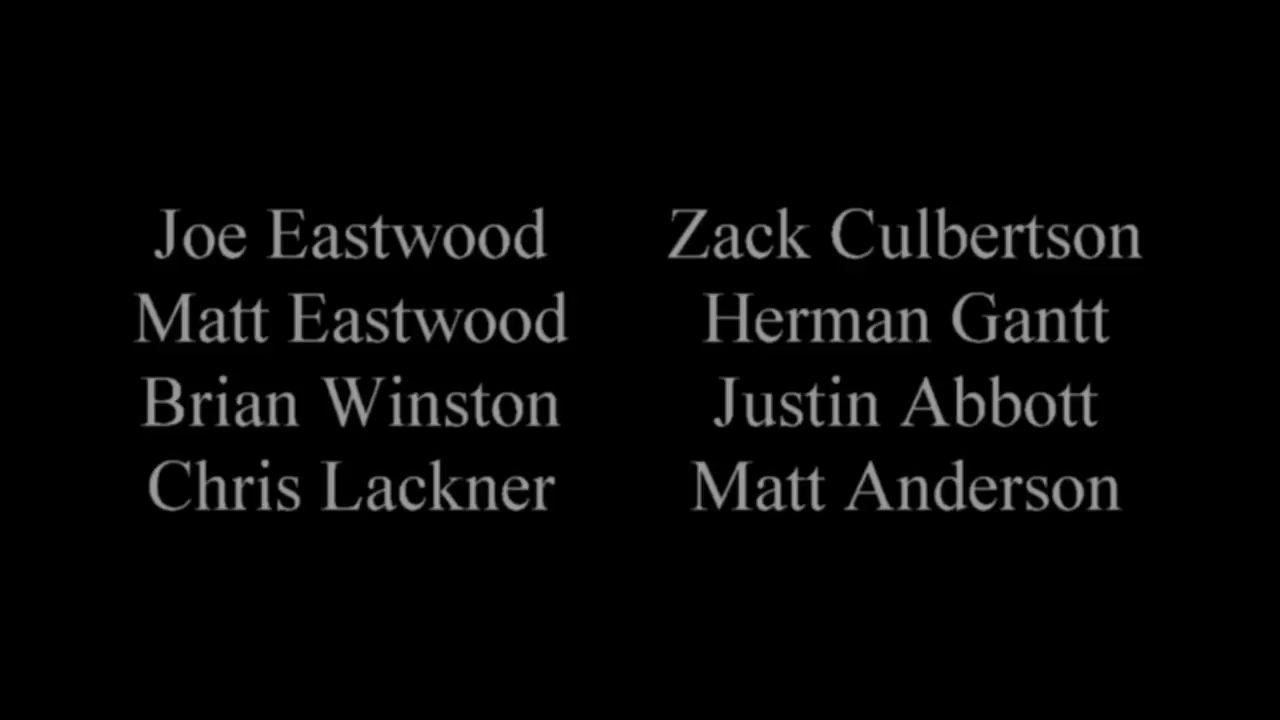 Joe Eastwood
Matt Eastwood
Brian Winston
Chris Lackner
Zack Culbertson
Herman Gantt
Justin Abbott
Matt Anderson